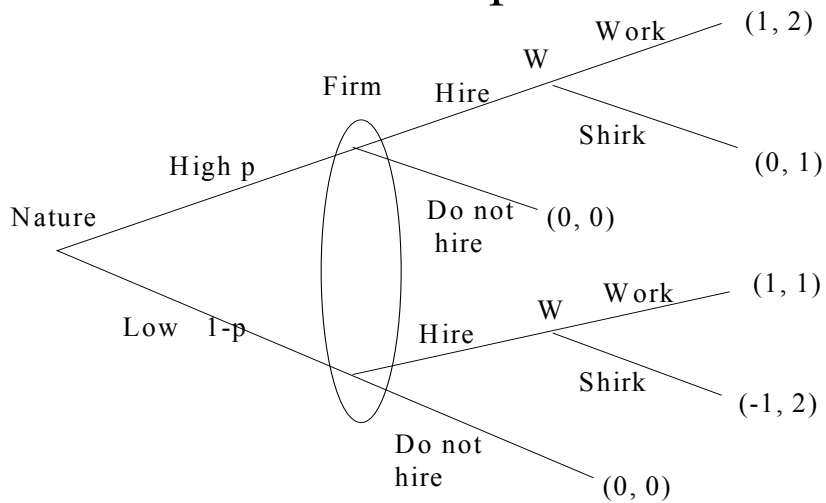 Work
(1, 2)
W
Firm
Hire
Shirk
(0, 1)
High p
Do not
hire
(0, 0)
Nature
Work
(1, 1)
W
Low 1-p
Hire
Shirk
(-1, 2)
Do not
hire
(0, 0)